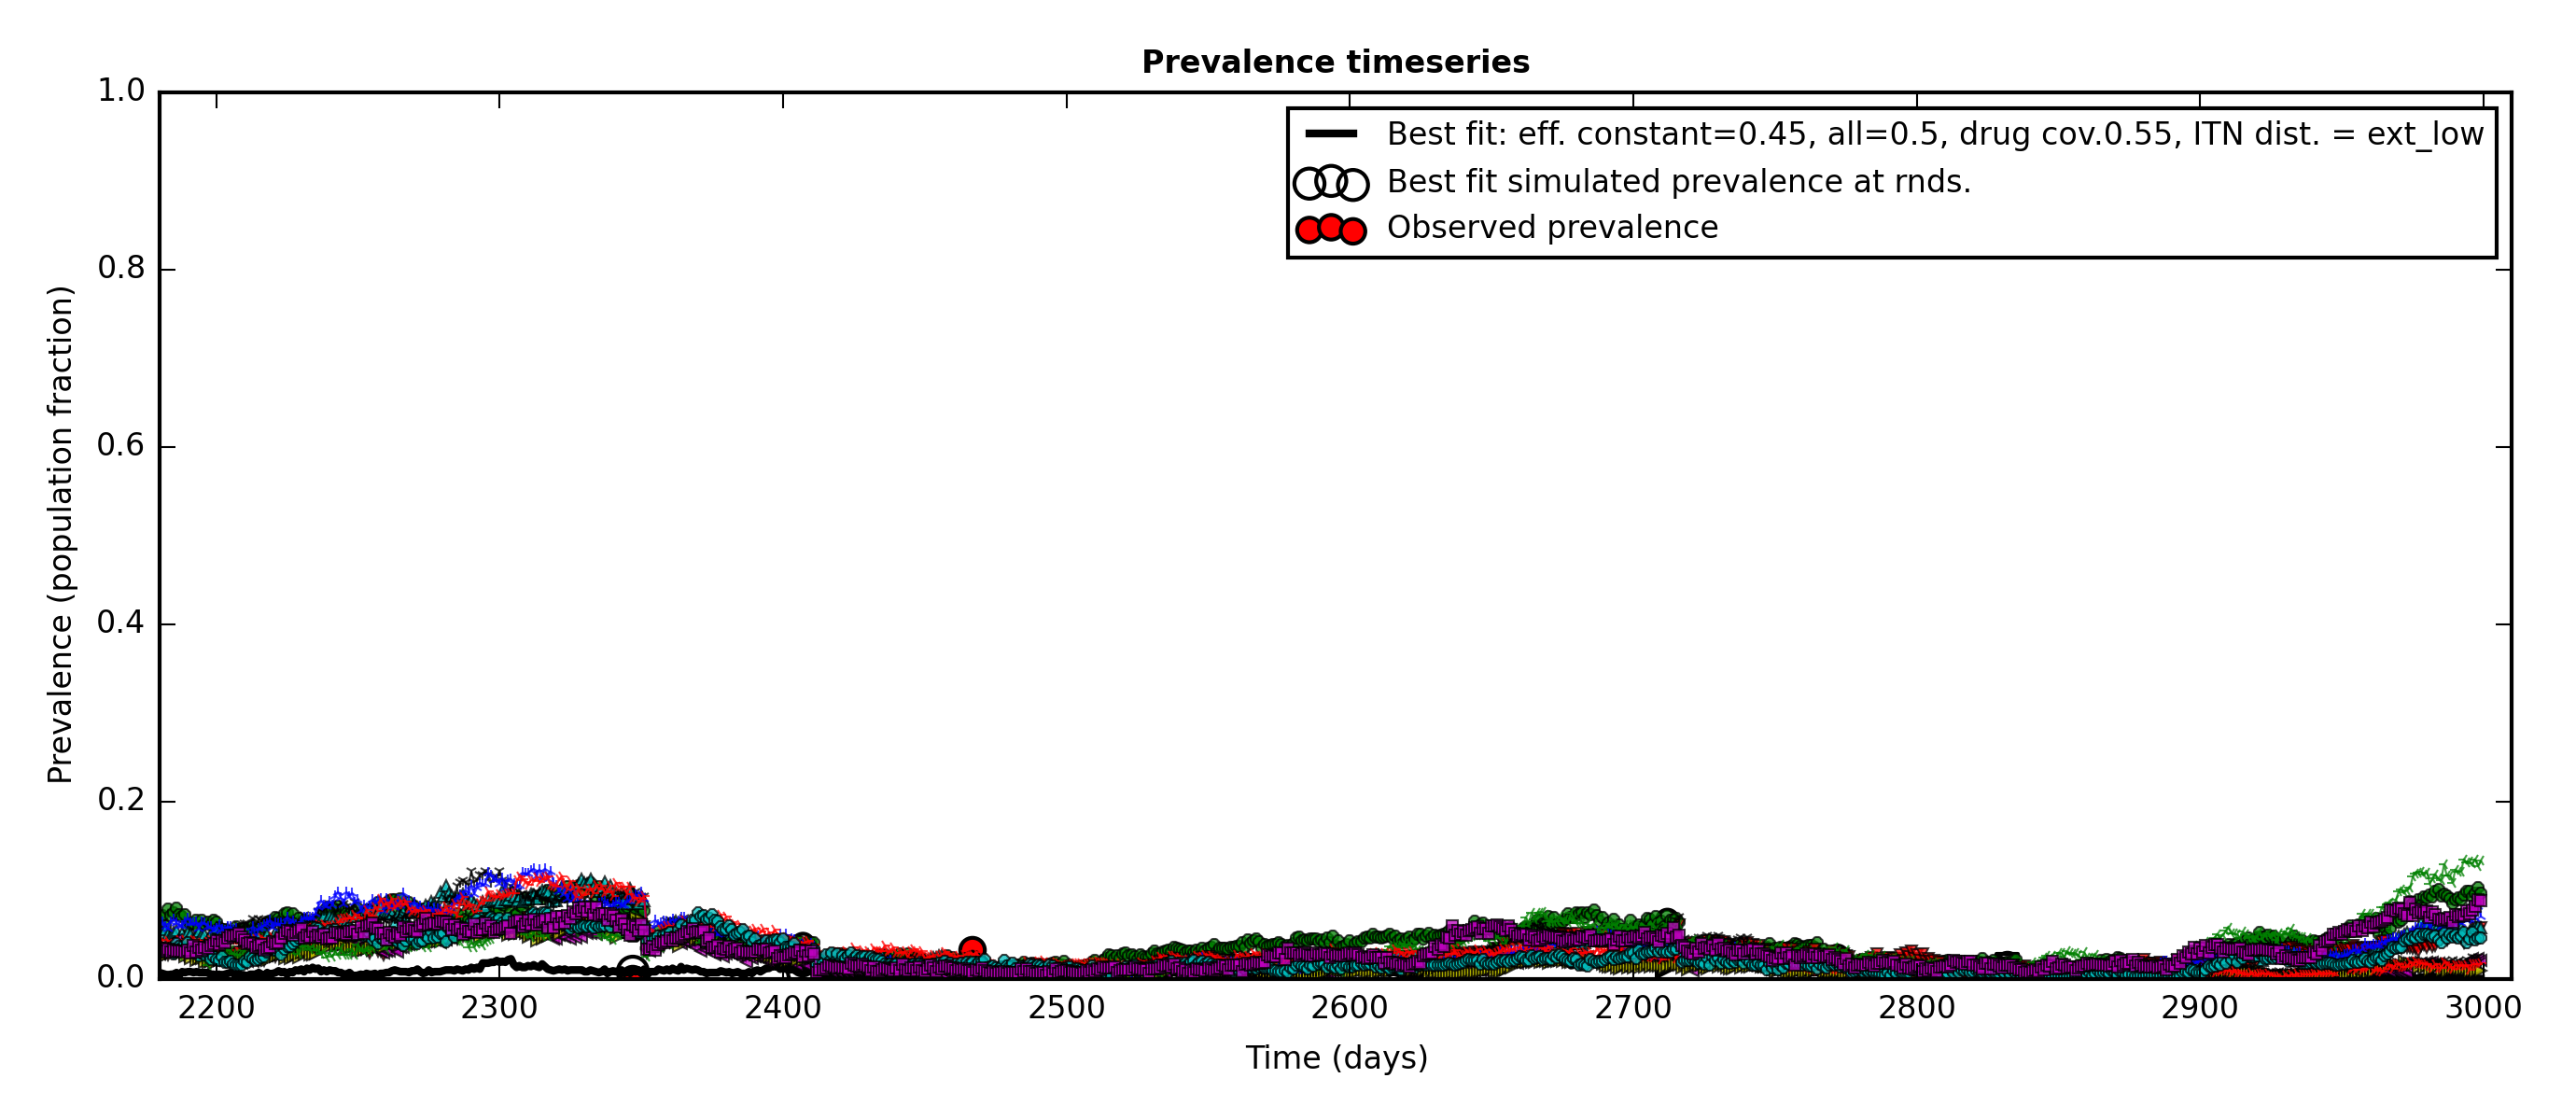 Prevalence timeseries
1.0
0.8
0.6
0.4
0.2
0.0
Prevalence (population fraction)
Best fit: eff. constant=0.45, all=0.5, drug cov.0.55, ITN dist. = ext_low
Best fit simulated prevalence at rnds.
Observed prevalence
2200 2300 2400 2500 2600 2700 2800 2900 3000
Time (days)